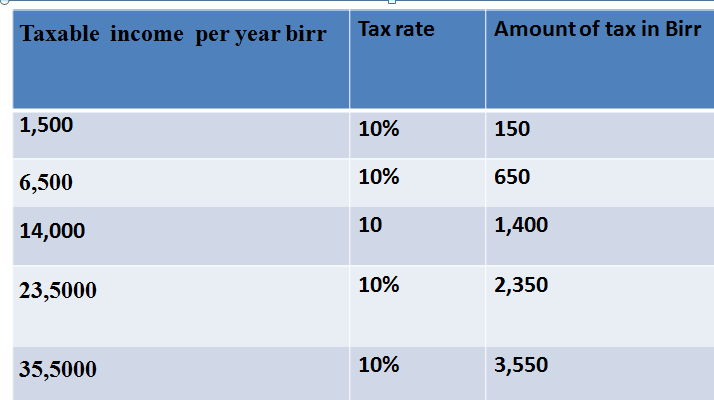 Taxable income per year birr Tax rate Amount of tax in Birr
1,500 10% 150
6,500 10% 650
14,000 10 1,400
23,5000 10% 2,350
35,5000 10% 3,550